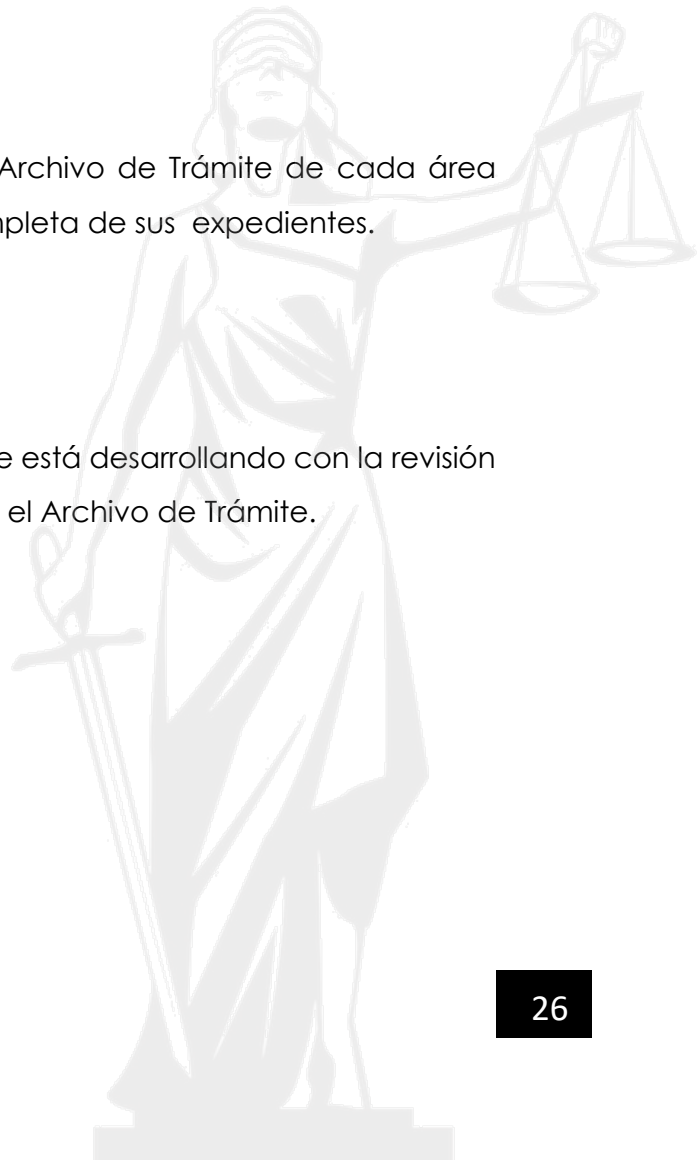 Archivo de Trámite de cada área
pleta de sus expedientes.
está desarrollando con la revisión
el Archivo de Trámite.
26